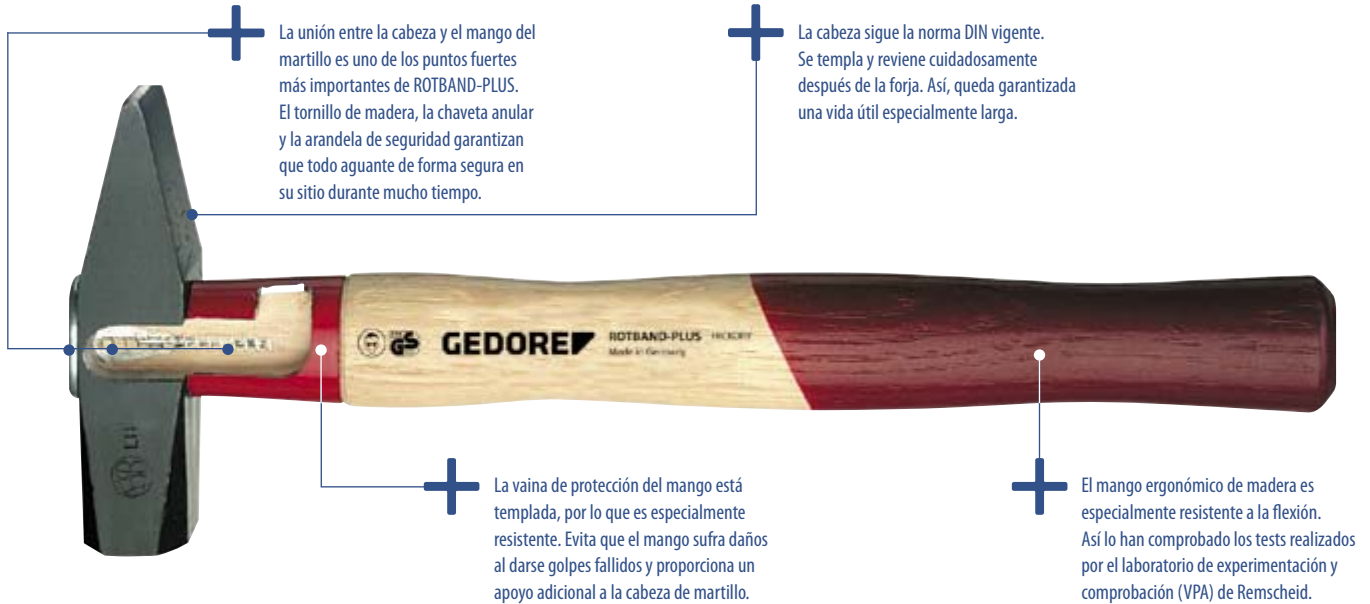 La unión entre la cabeza y el mango del
martillo es uno de los puntos fuertes
más importantes de ROTBAND-PLUS.
El tornillo de madera, la chaveta anular
y la arandela de seguridad garantizan
que todo aguante de forma segura en
su sitio durante mucho tiempo.
La cabeza sigue la norma DIN vigente.
Se templa y reviene cuidadosamente
después de la forja. Así, queda garantizada
una vida útil especialmente larga.
GS GEDORE ROTBAND-PLUS HICKORY
Made in Germany
La vaina de protección del mango está
templada, por lo que es especialmente
resistente. Evita que el mango sufra daños
al darse golpes fallidos y proporciona un
apoyo adicional a la cabeza de martillo.
El mango ergonómico de madera es
especialmente resistente a la flexión.
Así lo han comprobado los tests realizados
por el laboratorio de experimentación y
comprobación (VPA) de Remscheid.